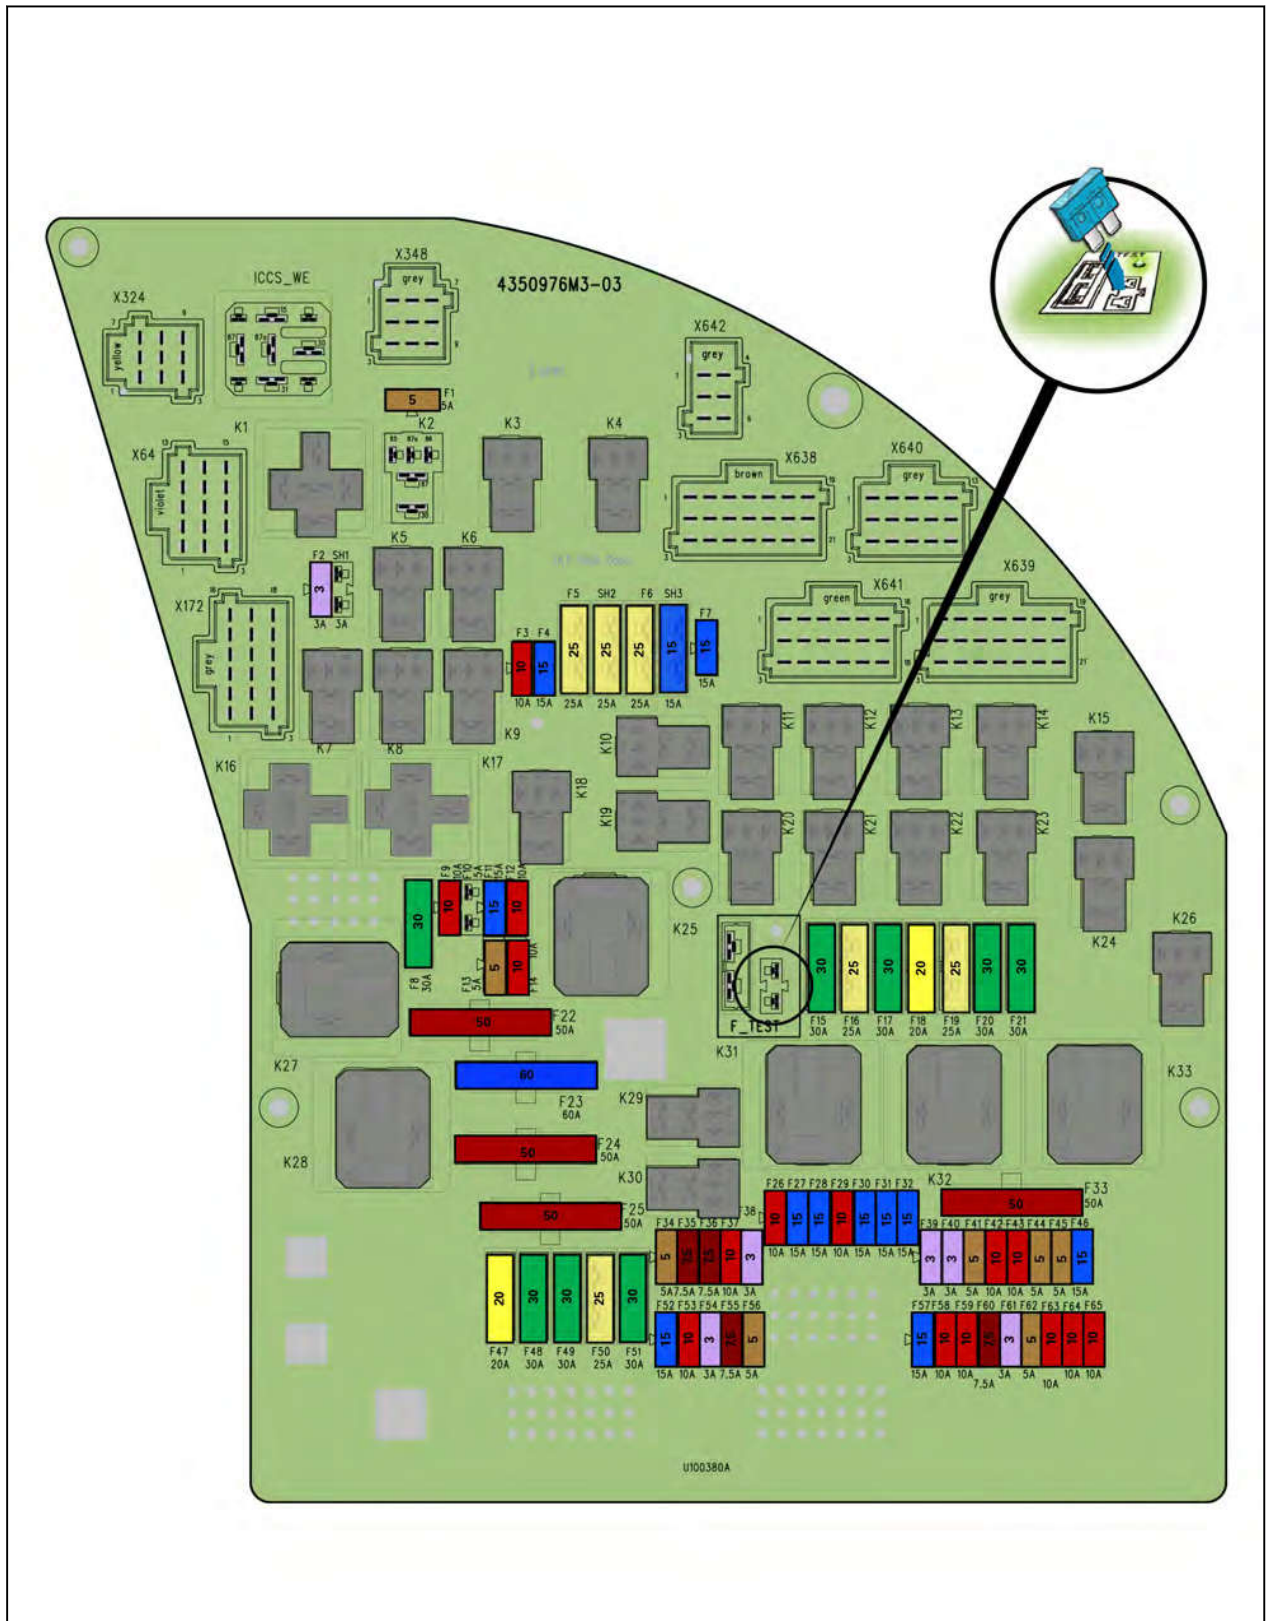 X348
ICCS_WE
grey
4350976M3-03
X324
yellow
X642
grey
5
F1
5A
K1
K2
K3
K4
85 87a 86
87
30
X64
violet
X638
brown
X640
grey
F2 SH1
3
3A 3A
K5
K6
X172
grey
F3 F4
10 15
10A 15A
F5 SH2 F6 SH3 F7
25 25 25 15 15
25A 25A 25A 15A 15A
X641
green
X639
grey
K7
K8
K9
K10
K11
K12
K13
K14
K15
K16
K17
K18
K19
K20
K21
K22
K23
K24
K25
K26
F9 F10 F11 F12
10A 5A 15A 10A
30 10 15 10
F8
30A
5 10
F13
5A
F14
10A
F_TEST
30 25 30 20 25 30 30
F15 F16 F17 F18 F19 F20 F21
30A 25A 30A 20A 25A 30A 30A
50
F22
50A
K27
60
F23
60A
K28
50
F24
50A
50
F25
50A
K29
K30
K31
K32
K33
50
F33
50A
F26 F27 F28 F29 F30 F31 F32
10 15 15 10 15 15 15
10A 15A 15A 10A 15A 15A 15A
F34 F35 F36 F37 F38
5 7.5 7.5 10 3
5A 7.5A 7.5A 10A 3A
F39 F40 F41 F42 F43 F44 F45 F46
3 3 5 10 10 5 5 15
3A 3A 5A 10A 10A 5A 5A 15A
20 30 30 25 30
F47 F48 F49 F50 F51
20A 30A 30A 25A 30A
F52 F53 F54 F55 F56
15 10 3 7.5 5
15A 10A 3A 7.5A 5A
F57 F58 F59 F60 F61 F62 F63 F64 F65
15 10 10 7.5 3 5 10 10 10
15A 10A 10A 7.5A 3A 5A 10A 10A 10A
U100380A